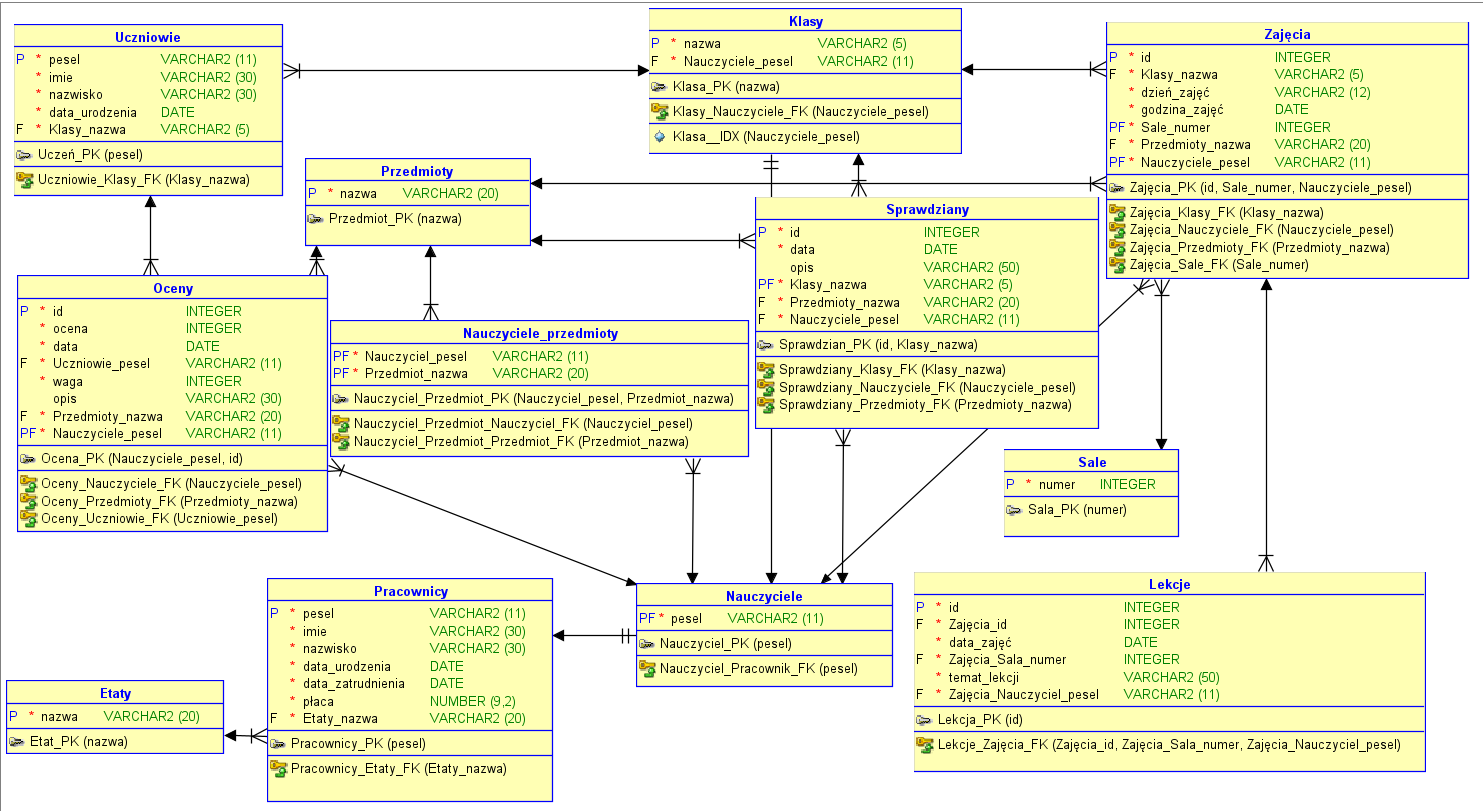 Uczniowie
P * pesel VARCHAR2 (11)
* imie VARCHAR2 (30)
* nazwisko VARCHAR2 (30)
* data_urodzenia DATE
F * Klasy_nazwa VARCHAR2 (5)
Uczeń_PK (pesel)
Uczniowie_Klasy_FK (Klasy_nazwa)
Klasy
P * nazwa VARCHAR2 (5)
F * Nauczyciele_pesel VARCHAR2 (11)
Klasa_PK (nazwa)
Klasy_Nauczyciele_FK (Nauczyciele_pesel)
Klasa__IDX (Nauczyciele_pesel)
Zajęcia
P * id INTEGER
F * Klasy_nazwa VARCHAR2 (5)
* dzień_zajęć VARCHAR2 (12)
* godzina_zajęć DATE
PF * Sale_numer INTEGER
F * Przedmioty_nazwa VARCHAR2 (20)
PF * Nauczyciele_pesel VARCHAR2 (11)
Zajęcia_PK (id, Sale_numer, Nauczyciele_pesel)
Zajęcia_Klasy_FK (Klasy_nazwa)
Zajęcia_Nauczyciele_FK (Nauczyciele_pesel)
Zajęcia_Przedmioty_FK (Przedmioty_nazwa)
Zajęcia_Sale_FK (Sale_numer)
Przedmioty
P * nazwa VARCHAR2 (20)
Przedmiot_PK (nazwa)
Sprawdziany
P * id INTEGER
* data DATE
opis VARCHAR2 (50)
PF * Klasy_nazwa VARCHAR2 (5)
F * Przedmioty_nazwa VARCHAR2 (20)
F * Nauczyciele_pesel VARCHAR2 (11)
Sprawdzian_PK (id, Klasy_nazwa)
Sprawdziany_Klasy_FK (Klasy_nazwa)
Sprawdziany_Nauczyciele_FK (Nauczyciele_pesel)
Sprawdziany_Przedmioty_FK (Przedmioty_nazwa)
Oceny
P * id INTEGER
* ocena INTEGER
* data DATE
F * Uczniowie_pesel VARCHAR2 (11)
* waga INTEGER
opis VARCHAR2 (30)
F * Przedmioty_nazwa VARCHAR2 (20)
PF * Nauczyciele_pesel VARCHAR2 (11)
Ocena_PK (Nauczyciele_pesel, id)
Oceny_Nauczyciele_FK (Nauczyciele_pesel)
Oceny_Przedmioty_FK (Przedmioty_nazwa)
Oceny_Uczniowie_FK (Uczniowie_pesel)
Nauczyciele_przedmioty
PF * Nauczyciel_pesel VARCHAR2 (11)
PF * Przedmiot_nazwa VARCHAR2 (20)
Nauczyciel_Przedmiot_PK (Nauczyciel_pesel, Przedmiot_nazwa)
Nauczyciel_Przedmiot_Nauczyciel_FK (Nauczyciel_pesel)
Nauczyciel_Przedmiot_Przedmiot_FK (Przedmiot_nazwa)
Sale
P * numer INTEGER
Sala_PK (numer)
Pracownicy
P * pesel VARCHAR2 (11)
* imie VARCHAR2 (30)
* nazwisko VARCHAR2 (30)
* data_urodzenia DATE
* data_zatrudnienia DATE
* płaca NUMBER (9,2)
F * Etaty_nazwa VARCHAR2 (20)
Pracownicy_PK (pesel)
Pracownicy_Etaty_FK (Etaty_nazwa)
Nauczyciele
PF * pesel VARCHAR2 (11)
Nauczyciel_PK (pesel)
Nauczyciel_Pracownik_FK (pesel)
Lekcje
P * id INTEGER
F * Zajęcia_id INTEGER
* data_zajęć DATE
F * Zajęcia_Sala_numer INTEGER
* temat_lekcji VARCHAR2 (50)
F * Zajęcia_Nauczyciel_pesel VARCHAR2 (11)
Lekcja_PK (id)
Lekcje_Zajęcia_FK (Zajęcia_id, Zajęcia_Sala_numer, Zajęcia_Nauczyciel_pesel)
Etaty
P * nazwa VARCHAR2 (20)
Etat_PK (nazwa)